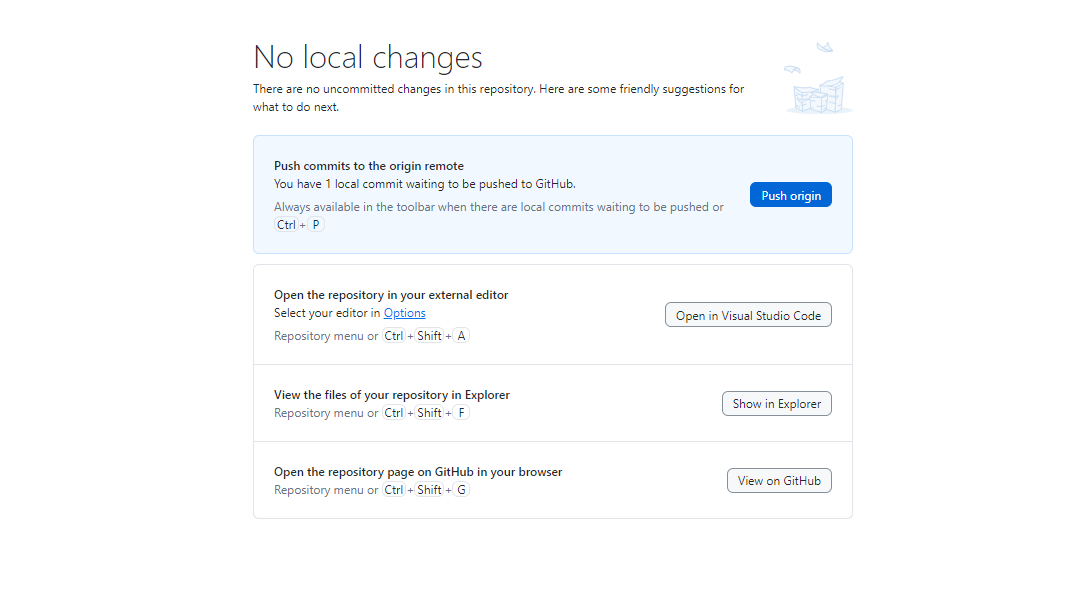 No local changes
There are no uncommitted changes in this repository. Here are some friendly suggestions for
what to do next.
Push commits to the origin remote
You have 1 local commit waiting to be pushed to GitHub.
Always available in the toolbar when there are local commits waiting to be pushed or
Ctrl + P
Push origin
Open the repository in your external editor
Select your editor in Options
Repository menu or Ctrl + Shift + A
Open in Visual Studio Code
View the files of your repository in Explorer
Repository menu or Ctrl + Shift + F
Show in Explorer
Open the repository page on GitHub in your browser
Repository menu or Ctrl + Shift + G
View on GitHub